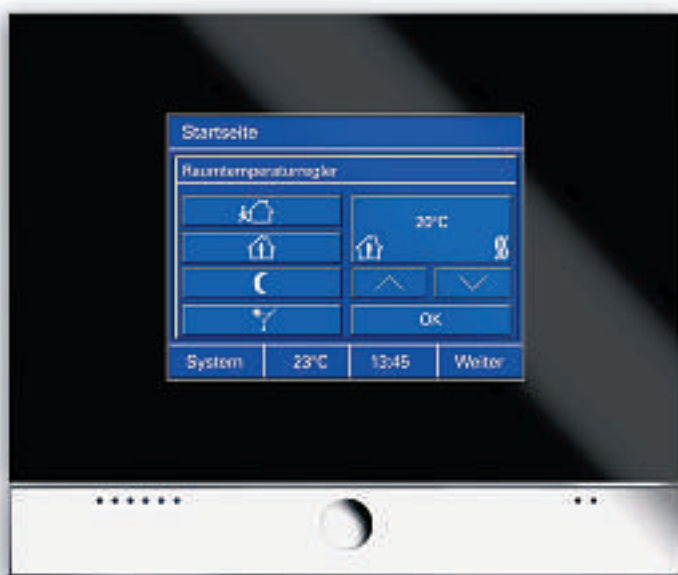 Startseite
Raumtemperaturregler
20°C
OK
System 23°C 13:45 Weiter